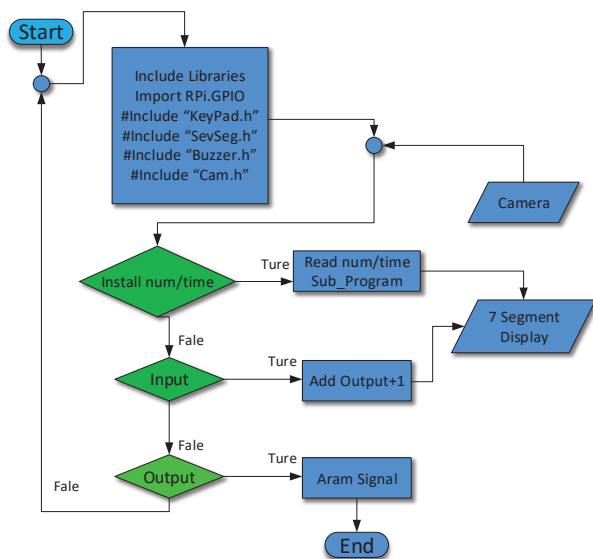 Start
Include Libraries
Import RPi.GPIO
#Include “KeyPad.h”
#Include “SevSeg.h”
#Include “Buzzer.h”
#Include “Cam.h”
Camera
Install num/time
Ture
Read num/time
Sub_Program
7 Segment
Display
Fale
Input
Ture
Add Output+1
Fale
Output
Ture
Aram Signal
Fale
End